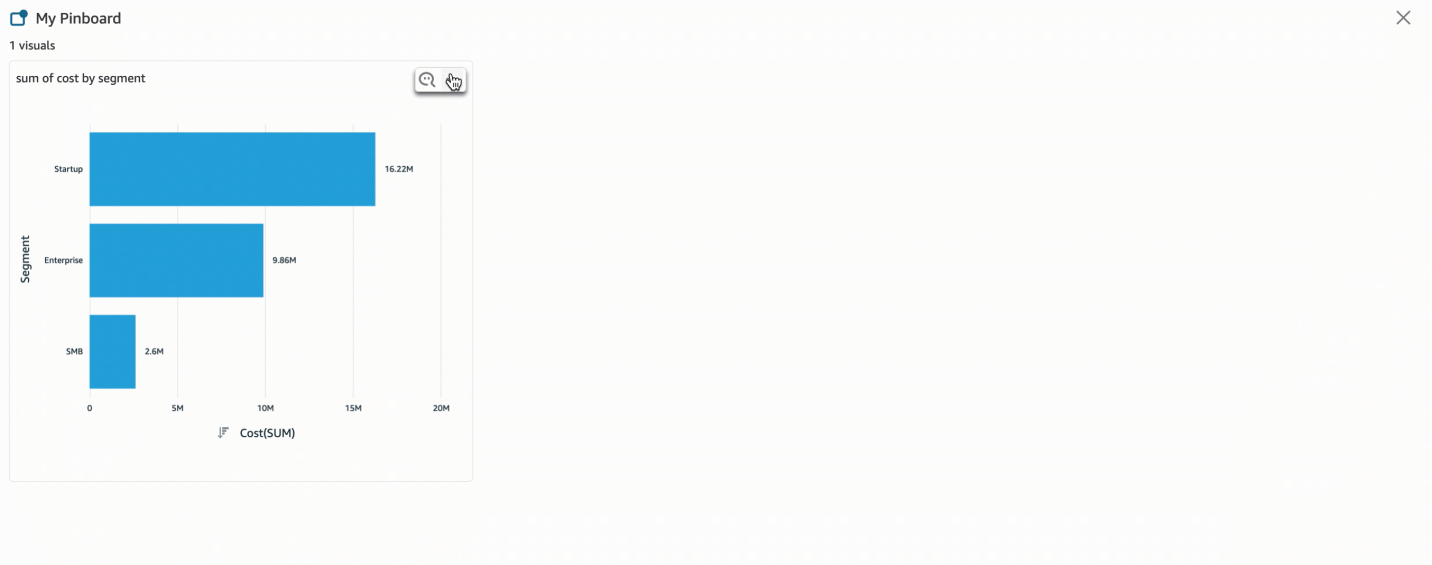 My Pinboard
1 visuals
sum of cost by segment
Segment
Startup
16.22M
Enterprise
9.86M
SMB
2.6M
0 5M 10M 15M 20M
Cost(SUM)